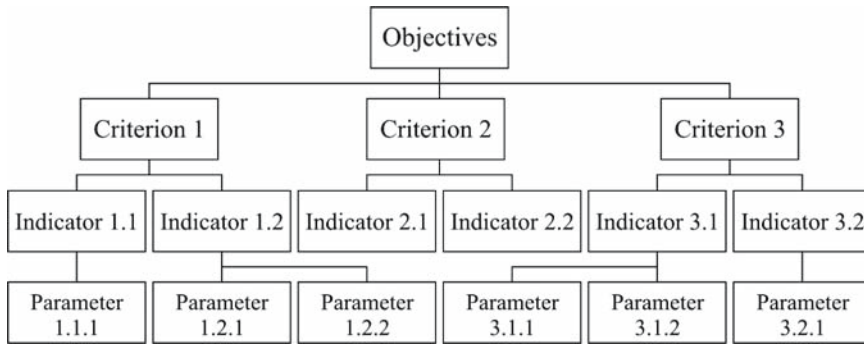 Objectives
Criterion 1
Criterion 2
Criterion 3
Indicator 1.1
Indicator 1.2
Indicator 2.1
Indicator 2.2
Indicator 3.1
Indicator 3.2
Parameter
1.1.1
Parameter
1.2.1
Parameter
1.2.2
Parameter
3.1.1
Parameter
3.1.2
Parameter
3.2.1